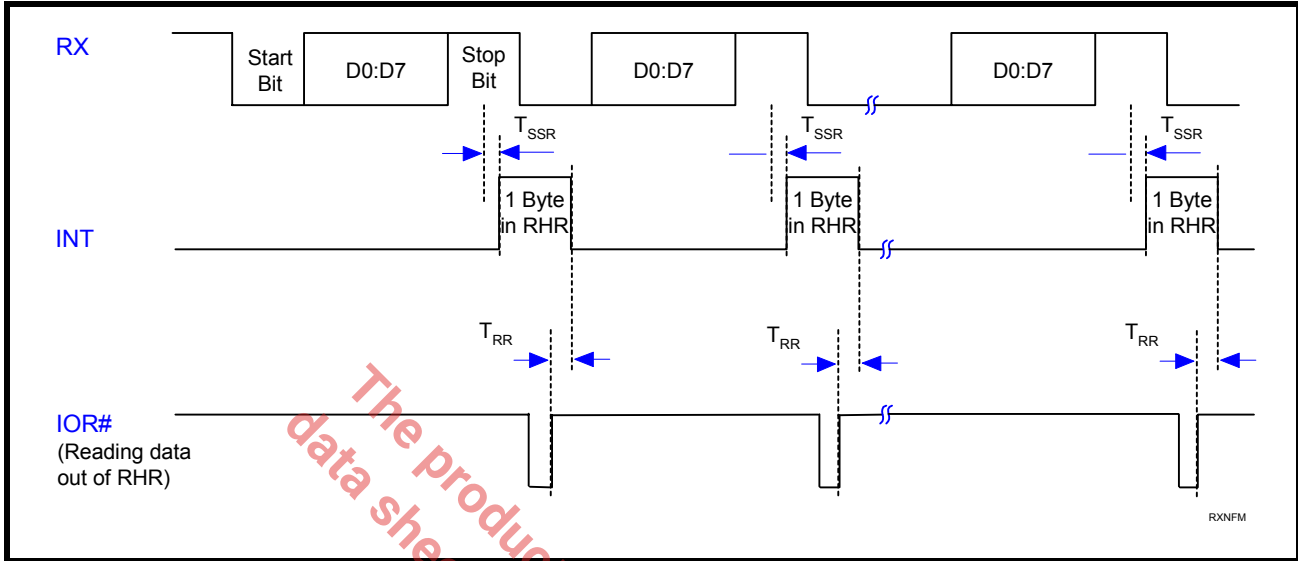 RX
Start
Bit
D0:D7
Stop
Bit
D0:D7
D0:D7
TSSR
TSSR
TSSR
INT
1 Byte
in RHR
1 Byte
in RHR
1 Byte
in RHR
TRR
TRR
TRR
IOR#
(Reading data
out of RHR)
The produc
data shee
RXNFM